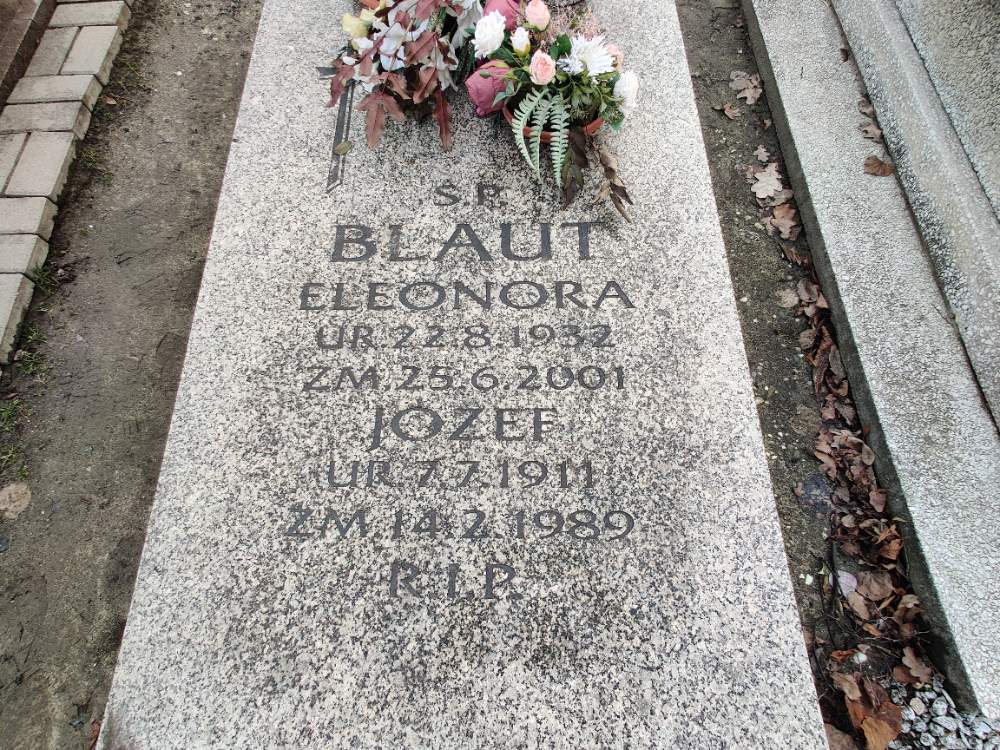 Ś.P.
BLAUT
ELEONORA
UR. 22.8.1932
ZM. 25.6.2001
JÓZEF
UR. 7.7.1911
ZM. 14.2.1989
R.I.P.